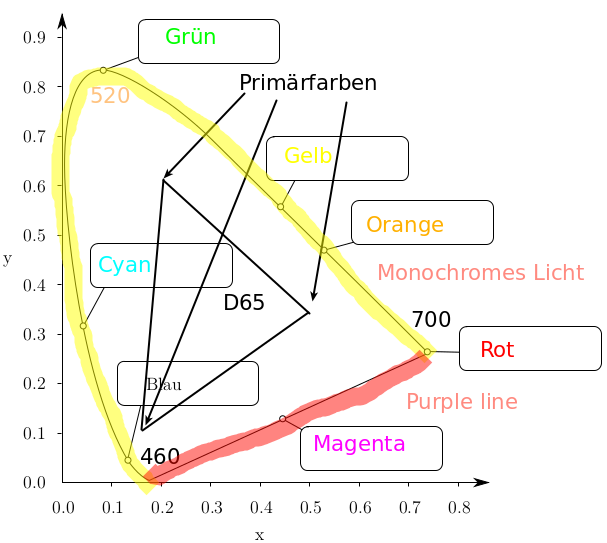 0.9
Grün
Primärfarben
0.8
520
0.7
Gelb
0.6
Orange
0.5
y
Cyan
Monochromes Licht
0.4
D65
700
0.3
Rot
0.2
Blau
Purple line
0.1
Magenta
460
0.0
0.0 0.1 0.2 0.3 0.4 0.5 0.6 0.7 0.8
x